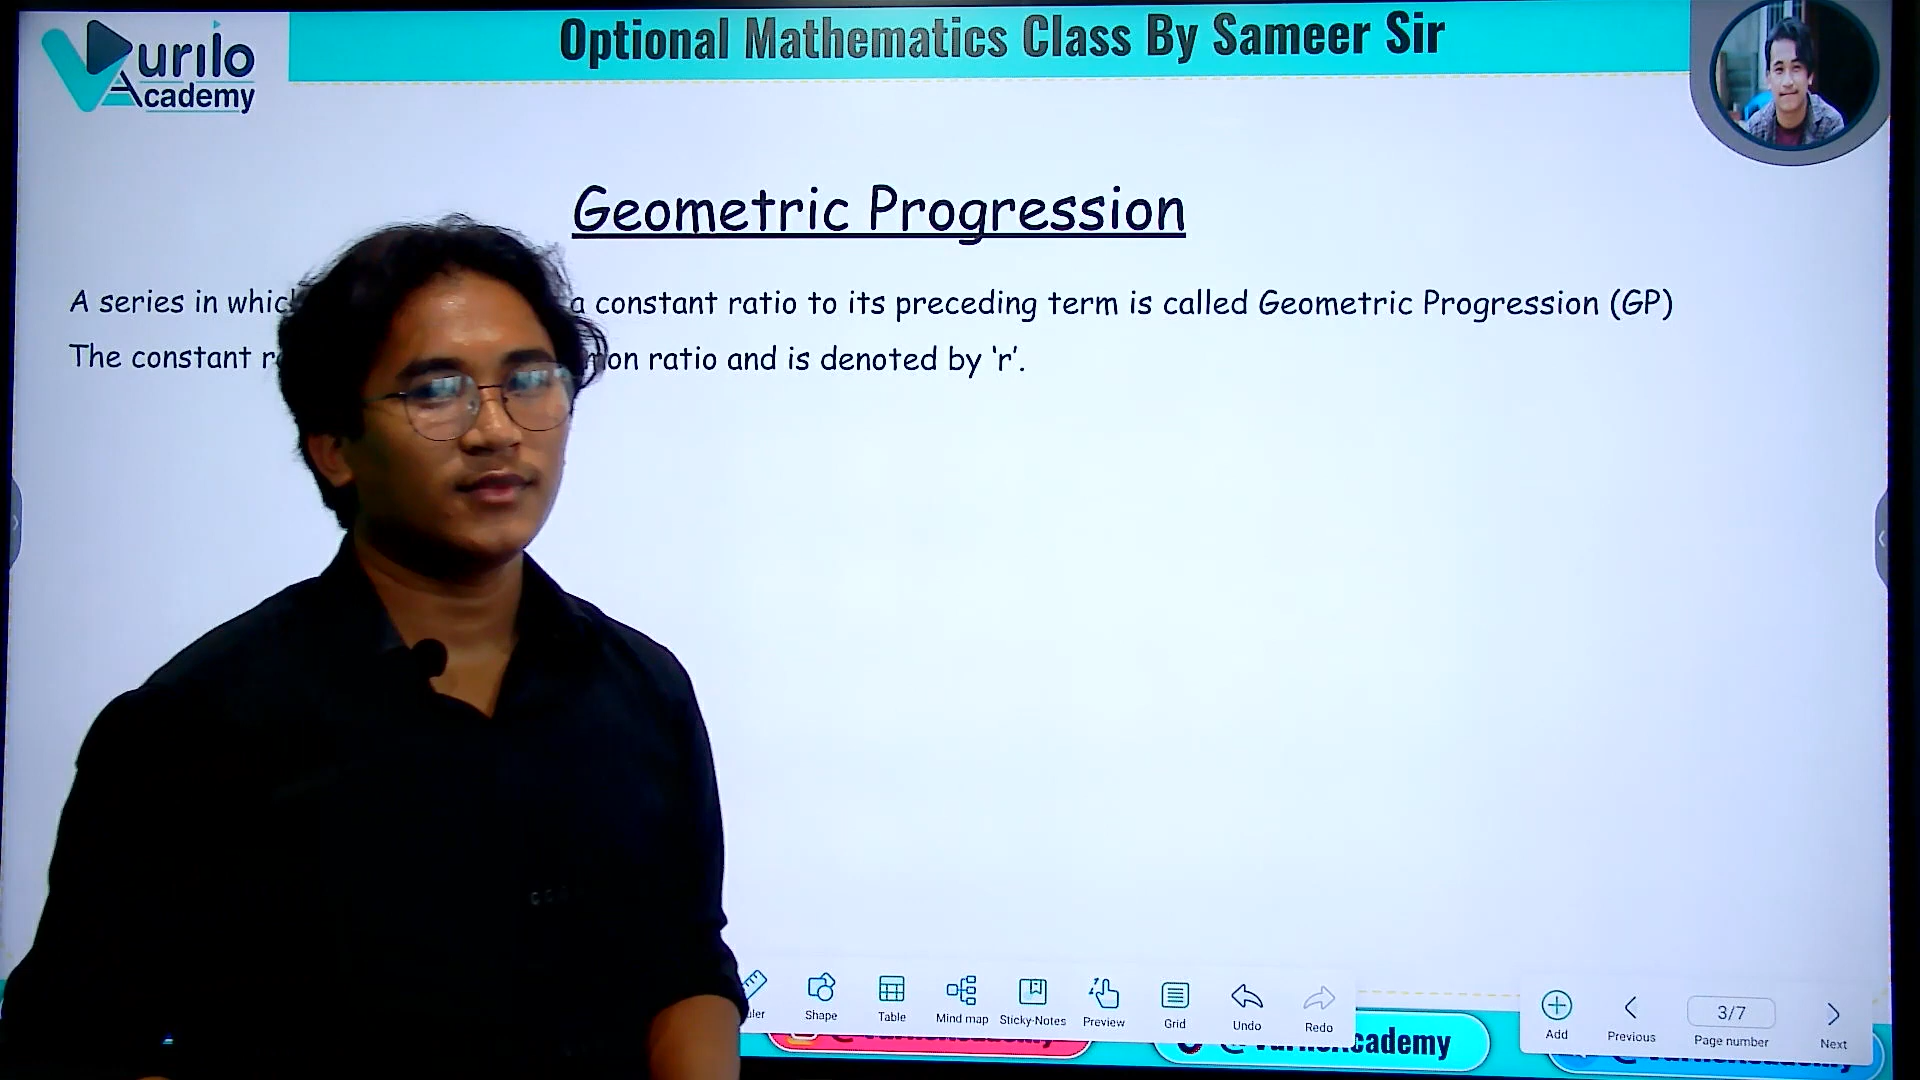 Vurilo Academy
Optional Mathematics Class By Sameer Sir
Geometric Progression
A series in which a constant ratio to its preceding term is called Geometric Progression (GP)
The constant ratio and is denoted by ‘r’.
Shape
Table
Mind map
Sticky-Notes
Preview
Grid
Undo
Redo
Add
Previous
3/7
Page number
Next